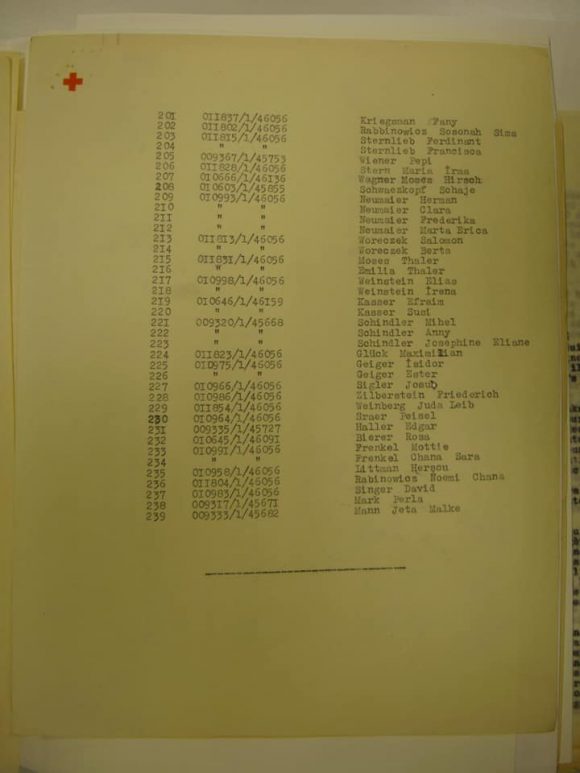 201 011837/1/46056 Kriegsman Fany
202 011802/1/46056 Rabbinowics Sosonah Sima
203 011815/1/46056 Sternlieb Ferdinant
204 " " Sternlieb Francisca
205 009367/1/45753 Wiener Pepi
206 011828/1/46056 Stern Maria Irma
207 010666/1/46136 Wagner Moses Hirsch
208 010603/1/45855 Schwazkopf Schaje
209 010993/1/46056 Neumaier Herman
210 " " Neumaier Clara
211 " " Neumaier Frederika
212 " " Neumaier Marta Erica
213 011813/1/46056 Woreczek Salomon
214 " " Woreczek Berta
215 011831/1/46056 Moses Thaler
216 " " Emilia Thaler
217 010998/1/46056 Weinstein Elias
218 " " Weinstein Irena
219 010646/1/46159 Kasser Efraim
220 " " Kasser Susi
221 009320/1/45668 Schindler Mihel
222 " " Schindler Anny
223 " " Schindler Josephine Eliane
224 011823/1/46056 Glück Maximilian
225 010975/1/46056 Geiger Isidor
226 " " Geiger Ester
227 010966/1/46056 Sigler Josub
228 010986/1/46056 Zilberstein Friederich
229 011854/1/46056 Weinberg Juda Leib
230 010964/1/46056 Sraer Feisel
231 009335/1/45727 Haller Edgar
232 010645/1/46091 Bierer Rosa
233 010991/1/46056 Frenkel Mottie
234 " " Frenkel Chana Sara
235 010958/1/46056 Littman Herscu
236 011804/1/46056 Rabinowics Noemi Chana
237 010983/1/46056 Singer David
238 009317/1/45671 Mark Perla
239 009333/1/45682 Mann Jeta Malke